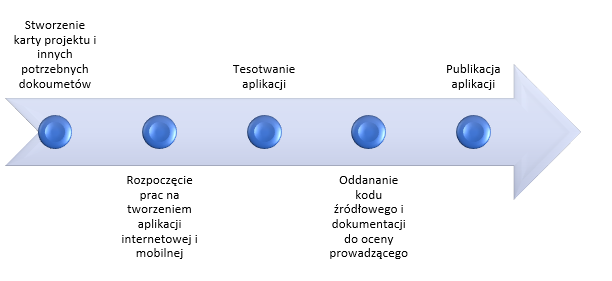 Stworzenie
karty projektu i
innych
potrzebnych
dokoumetów
Rozpoczęcie
prac na
tworzeniem
aplikacji
internetowej i
mobilnej
Tesotwanie
aplikacji
Oddananie
kodu
źródłowego i
dokumentacji
do oceny
prowadzącego
Publikacja
aplikacji